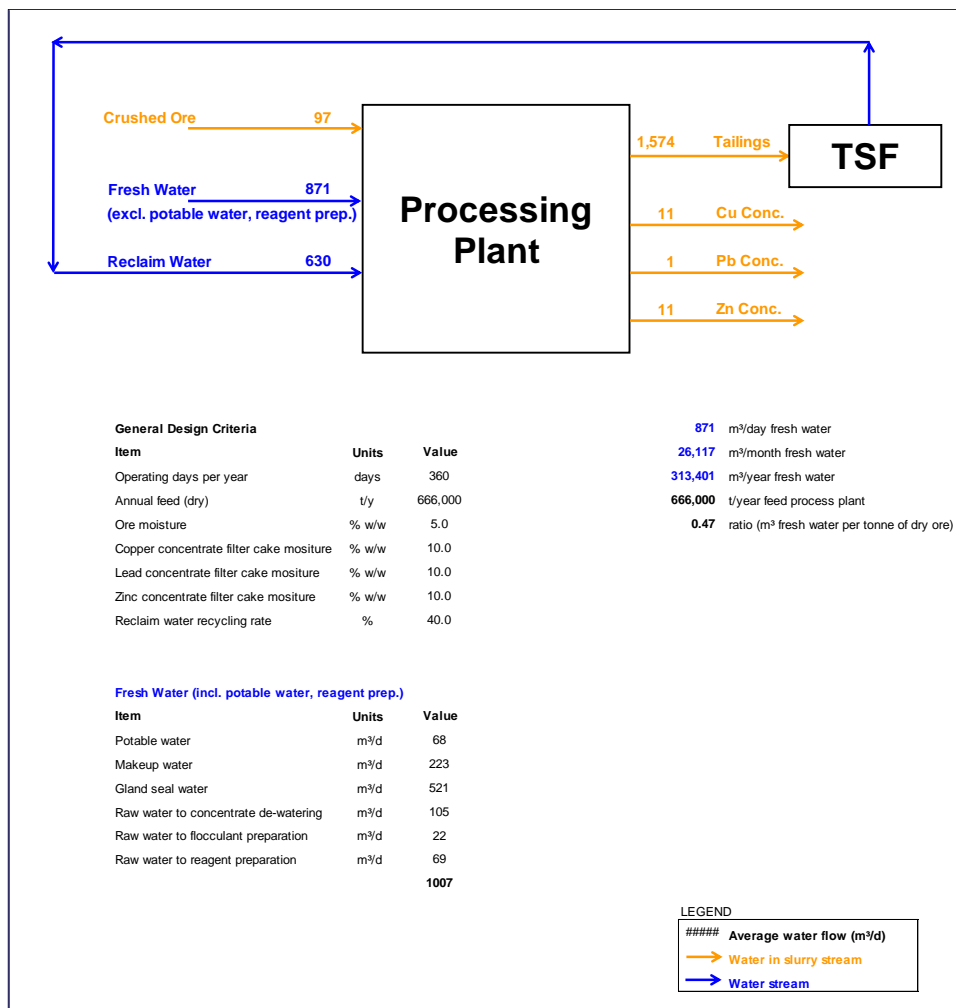 Crushed Ore 97
1,574 Tailings
TSF
Fresh Water 871
(excl. potable water, reagent prep.)
Processing
Plant
11 Cu Conc.
Reclaim Water 630
1 Pb Conc.
11 Zn Conc.
General Design Criteria
Item Units Value
Operating days per year days 360
Annual feed (dry) t/y 666,000
Ore moisture % w/w 5.0
Copper concentrate filter cake mositure % w/w 10.0
Lead concentrate filter cake mositure % w/w 10.0
Zinc concentrate filter cake mositure % w/w 10.0
Reclaim water recycling rate % 40.0
871 m³/day fresh water
26,117 m³/month fresh water
313,401 m³/year fresh water
666,000 t/year feed process plant
0.47 ratio (m³ fresh water per tonne of dry ore)
Fresh Water (incl. potable water, reagent prep.)
Item Units Value
Potable water m³/d 68
Makeup water m³/d 223
Gland seal water m³/d 521
Raw water to concentrate de-watering m³/d 105
Raw water to flocculant preparation m³/d 22
Raw water to reagent preparation m³/d 69
1007
LEGEND
##### Average water flow (m³/d)
Water in slurry stream
Water stream